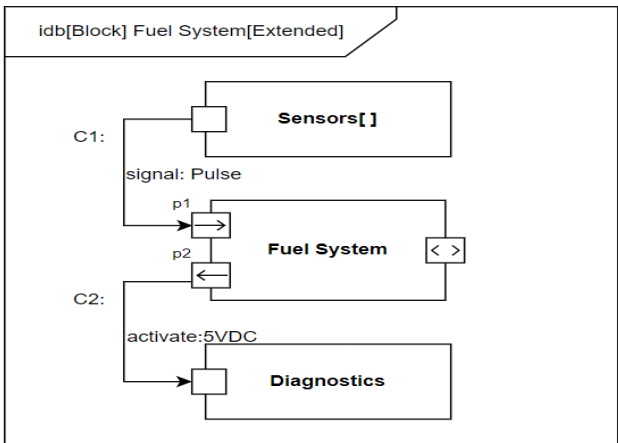 idb[Block] Fuel System[Extended]
Sensors[ ]
C1:
signal: Pulse
p1
Fuel System
< >
p2
C2:
activate:5VDC
Diagnostics